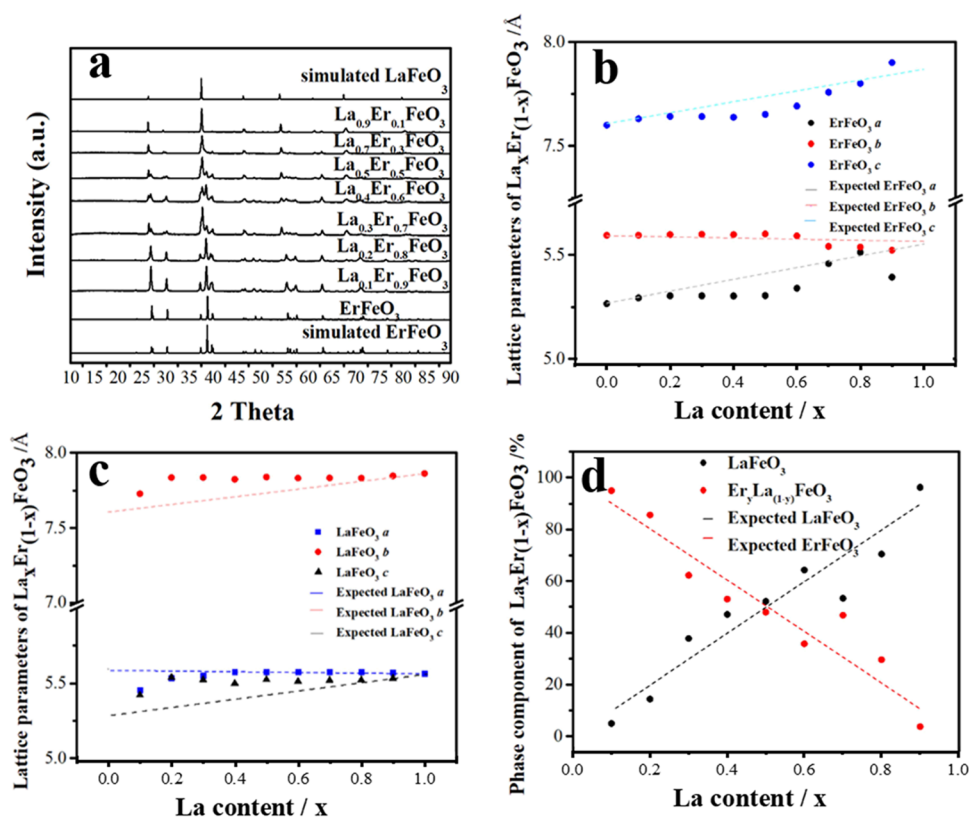 a
Intensity (a.u.)
simulated LaFeO3
La0.9Er0.1FeO3
La0.7Er0.3FeO3
La0.5Er0.5FeO3
La0.4Er0.6FeO3
La0.3Er0.7FeO3
La0.2Er0.8FeO3
La0.1Er0.9FeO3
ErFeO3
simulated ErFeO3
10 15 25 30 35 40 45 50 55 60 65 70 75 80 85 90
2 Theta
b
Lattice parameters of LaxEr(1-x)FeO3 /Å
8.0
7.5
5.5
5.0
ErFeO3 a
ErFeO3 b
ErFeO3 c
Expected ErFeO3 a
Expected ErFeO3 b
Expected ErFeO3 c
0.0 0.2 0.4 0.6 0.8 1.0
La content / x
c
Lattice parameters of LaxEr(1-x)FeO3 /Å
8.0
7.5
7.0
5.5
5.0
LaFeO3 a
LaFeO3 b
LaFeO3 c
Expected LaFeO3 a
Expected LaFeO3 b
Expected LaFeO3 c
0.0 0.2 0.4 0.6 0.8 1.0
La content / x
d
Phase component of LaxEr(1-x)FeO3 /%
100
80
60
40
20
0
LaFeO3
EryLa(1-y)FeO3
Expected LaFeO3
Expected ErFeO3
0.0 0.2 0.4 0.6 0.8 1.0
La content / x